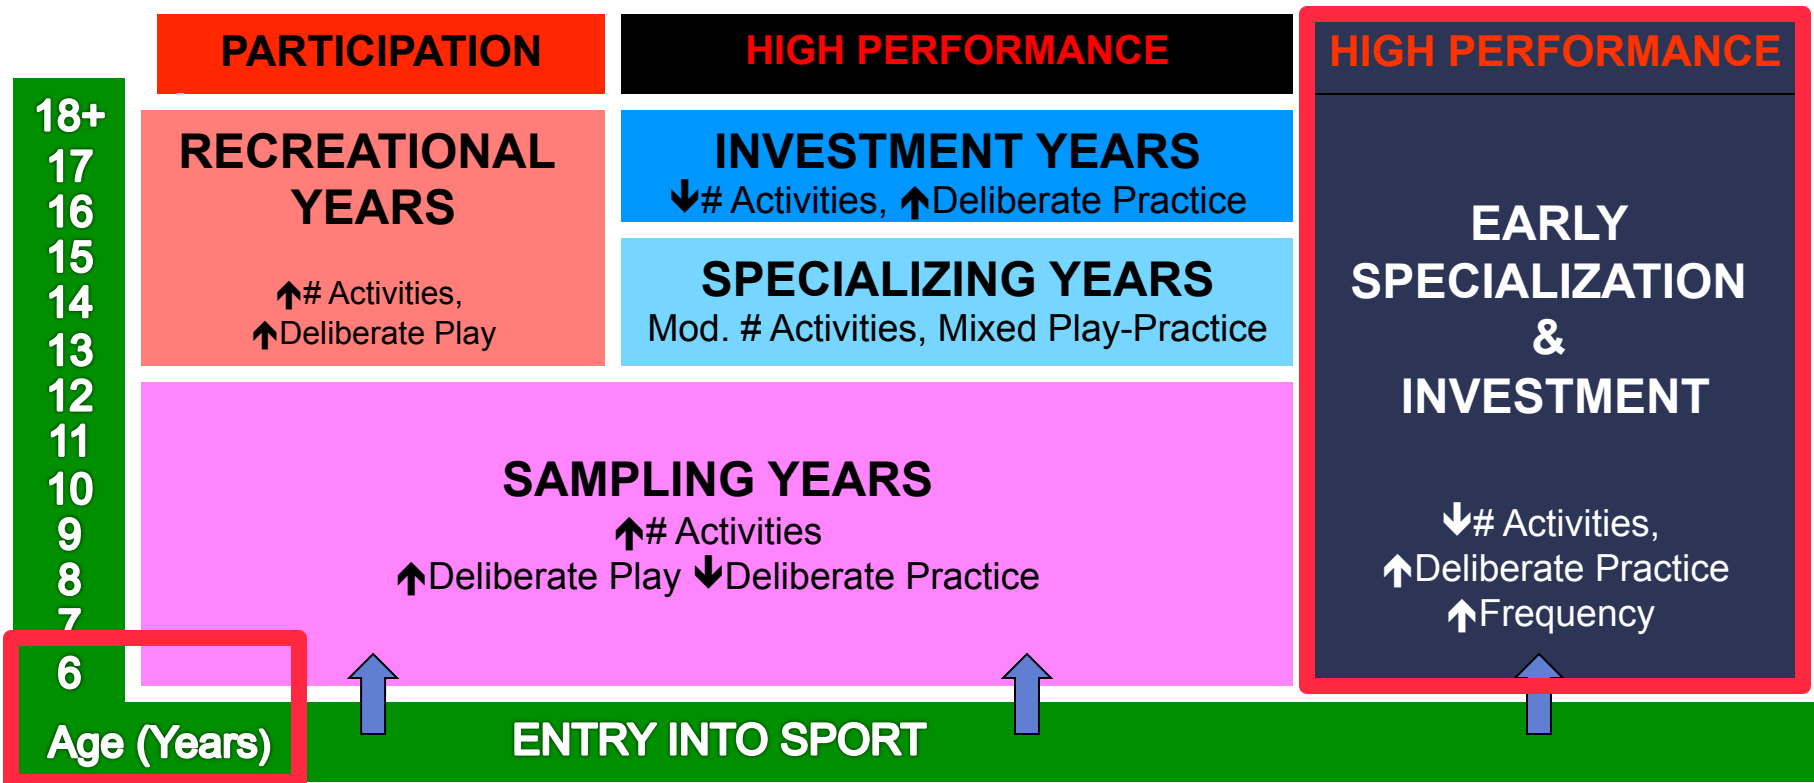 PARTICIPATION
HIGH PERFORMANCE
HIGH PERFORMANCE
18+
17
16
15
14
13
12
11
10
9
8
7
6
Age (Years)
RECREATIONAL
YEARS
↑# Activities,
↑Deliberate Play
INVESTMENT YEARS
↓# Activities, ↑Deliberate Practice
SPECIALIZING YEARS
Mod. # Activities, Mixed Play-Practice
SAMPLING YEARS
↑# Activities
↑Deliberate Play ↓Deliberate Practice
EARLY
SPECIALIZATION
&
INVESTMENT
↓# Activities,
↑Deliberate Practice
↑Frequency
ENTRY INTO SPORT